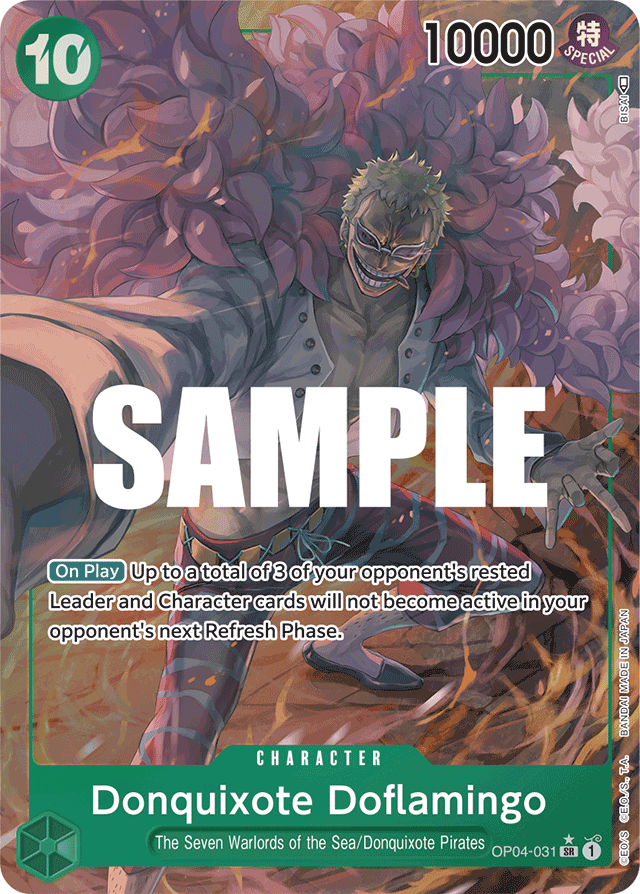 10
10000
特
SPECIAL
BISAI
SAMPLE
On Play Up to a total of 3 of your opponent's rested
Leader and Character cards will not become active in your
opponent's next Refresh Phase.
CHARACTER
Donquixote Doflamingo
The Seven Warlords of the Sea/Donquixote Pirates
OP04-031 ★ SR 1
©E.O/S ©E.O./S., T.A. BANDAI MADE IN JAPAN